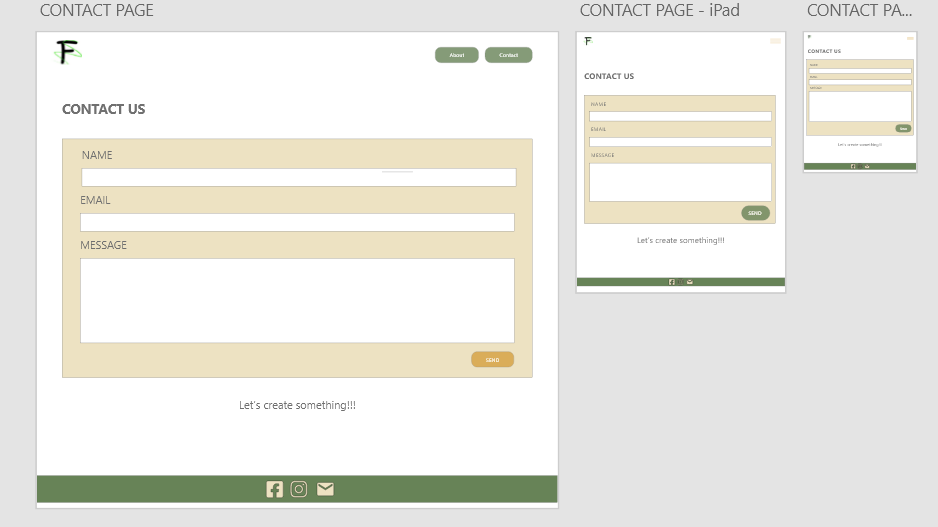 CONTACT PAGE
F
About
Contact
CONTACT US
NAME
EMAIL
MESSAGE
SEND
Let's create something!!!
CONTACT PAGE - iPad
F
CONTACT US
NAME
EMAIL
MESSAGE
SEND
Let's create something!!!
CONTACT PA...
CONTACT US
NAME
EMAIL
MESSAGE
Let's create something!!!